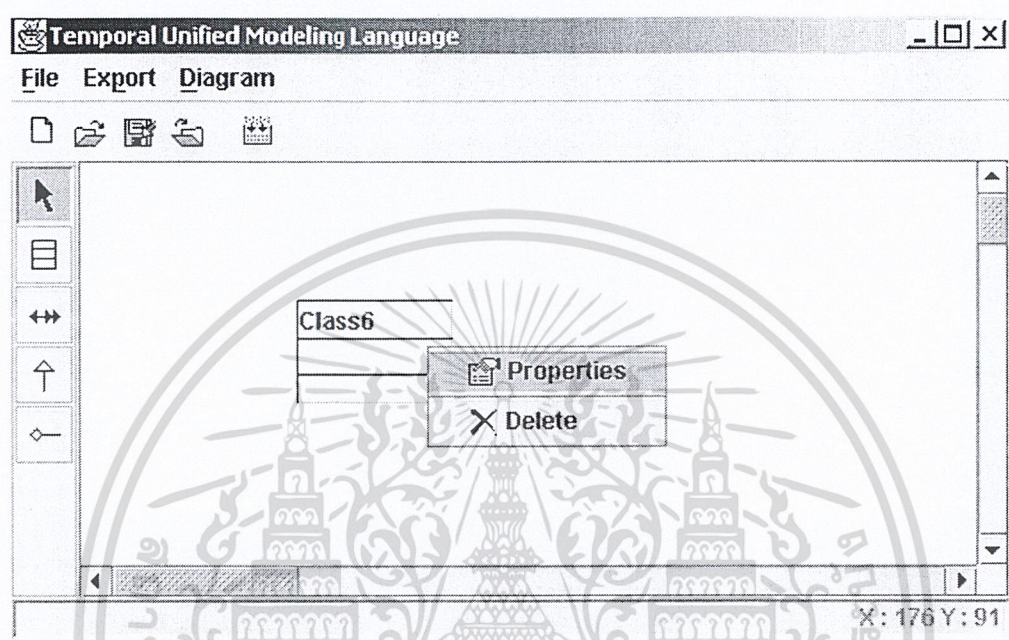 Temporal Unified Modeling Language
File Export Diagram
Class6
Properties
Delete
X : 176 Y : 91